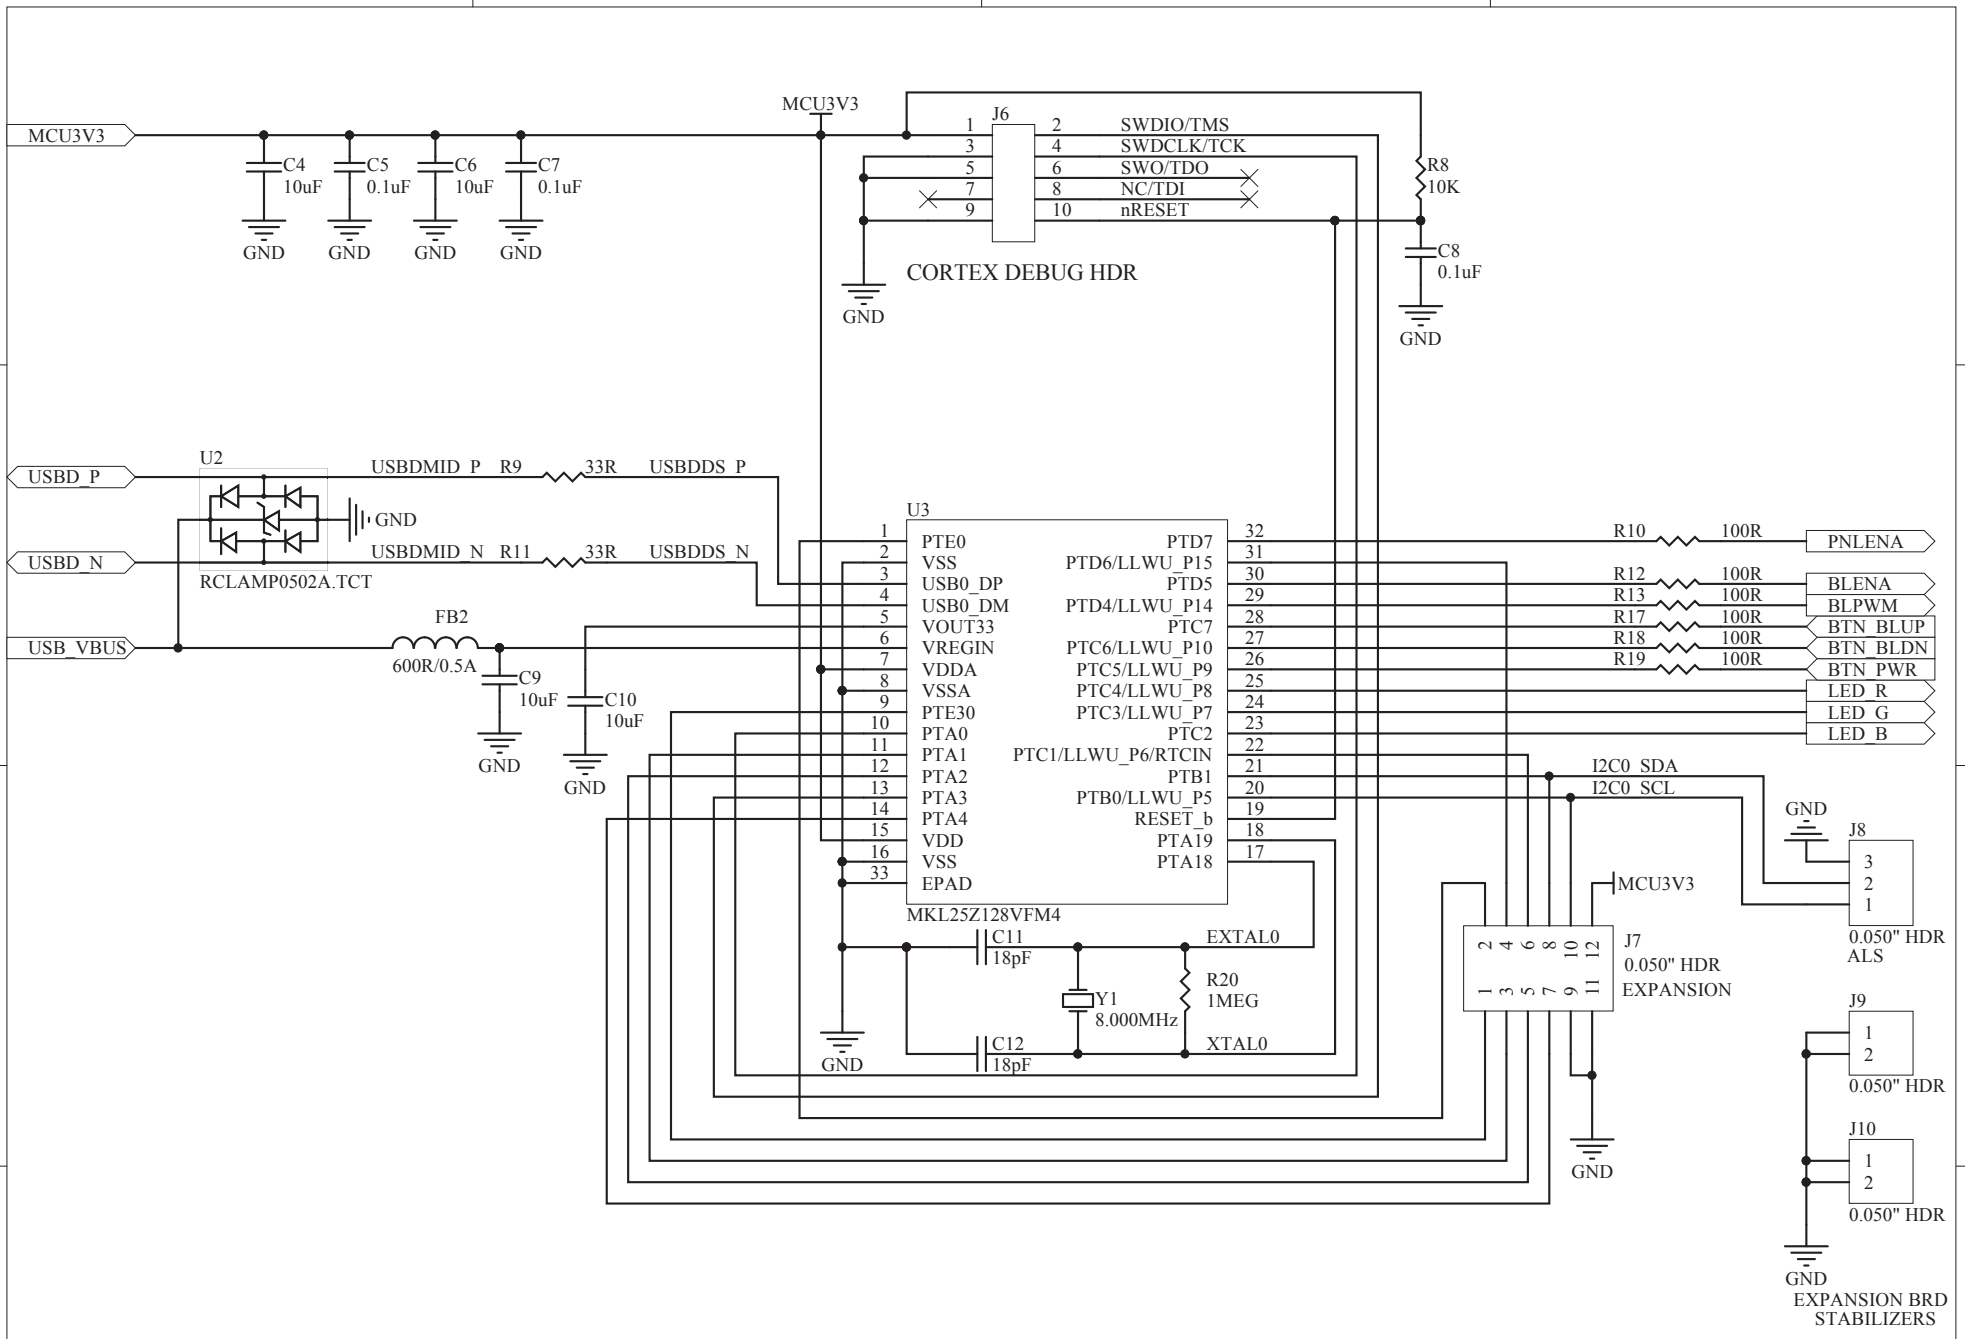 MCU3V3
MCU3V3
C4
10uF
C5
0.1uF
C6
10uF
C7
0.1uF
GND
GND
GND
GND
J6
1 2 SWDIO/TMS
3 4 SWDCLK/TCK
5 6 SWO/TDO
7 8 NC/TDI
9 10 nRESET
CORTEX DEBUG HDR
GND
R8
10K
C8
0.1uF
GND
USBD_P
U2
USBDMID_P R9 33R USBDDS_P
GND
USBD_N
USBDMID_N R11 33R USBDDS_N
RCLAMP0502A.TCT
USB_VBUS
FB2
600R/0.5A
C9
10uF
GND
C10
10uF
GND
U3
1 PTE0
2 VSS
3 USB0_DP
4 USB0_DM
5 VOUT33
6 VREGIN
7 VDDA
8 VSSA
9 PTE30
10 PTA0
11 PTA1
12 PTA2
13 PTA3
14 PTA4
15 VDD
16 VSS
33 EPAD
PTD7 32
PTD6/LLWU_P15 31
PTD5 30
PTD4/LLWU_P14 29
PTC7 28
PTC6/LLWU_P10 27
PTC5/LLWU_P9 26
PTC4/LLWU_P8 25
PTC3/LLWU_P7 24
PTC2 23
PTC1/LLWU_P6/RTCIN 22
PTB1 21
PTB0/LLWU_P5 20
RESET_b 19
PTA19 18
PTA18 17
MKL25Z128VFM4
R10 100R PNLENA
R12 100R BLENA
R13 100R BLPWM
R17 100R BTN_BLUP
R18 100R BTN_BLDN
R19 100R BTN_PWR
LED_R
LED_G
LED_B
I2C0_SDA
I2C0_SCL
GND
J8
3
2
1
0.050" HDR
ALS
MCU3V3
2 4 6 8 10 12
1 3 5 7 9 11
J7
0.050" HDR
EXPANSION
GND
C11
18pF
EXTAL0
Y1
8.000MHz
R20
1MEG
C12
18pF
XTAL0
GND
J9
1
2
0.050" HDR
J10
1
2
0.050" HDR
GND
EXPANSION BRD
STABILIZERS